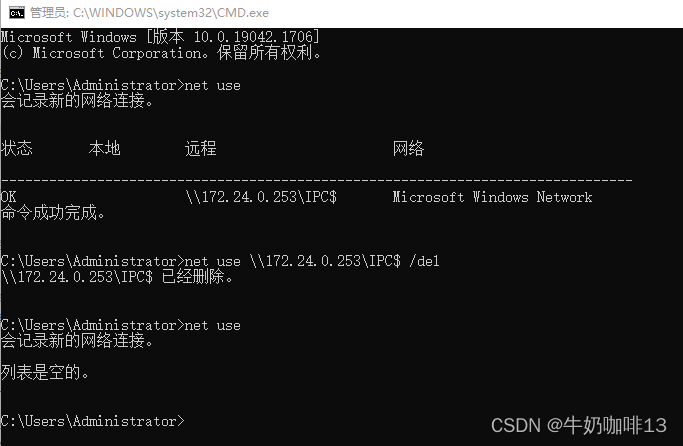 管理员: C:\WINDOWS\system32\CMD.exe
Microsoft Windows [版本 10.0.19042.1706]
(c) Microsoft Corporation。保留所有权利。
C:\Users\Administrator>net use
会记录新的网络连接。
状态 本地 远程 网络
-------------------------------------------------------------------------------
OK \\172.24.0.253\IPC$ Microsoft Windows Network
命令成功完成。
C:\Users\Administrator>net use \\172.24.0.253\IPC$ /del
\\172.24.0.253\IPC$ 已经删除。
C:\Users\Administrator>net use
会记录新的网络连接。
列表是空的。
C:\Users\Administrator>
CSDN @牛奶咖啡13